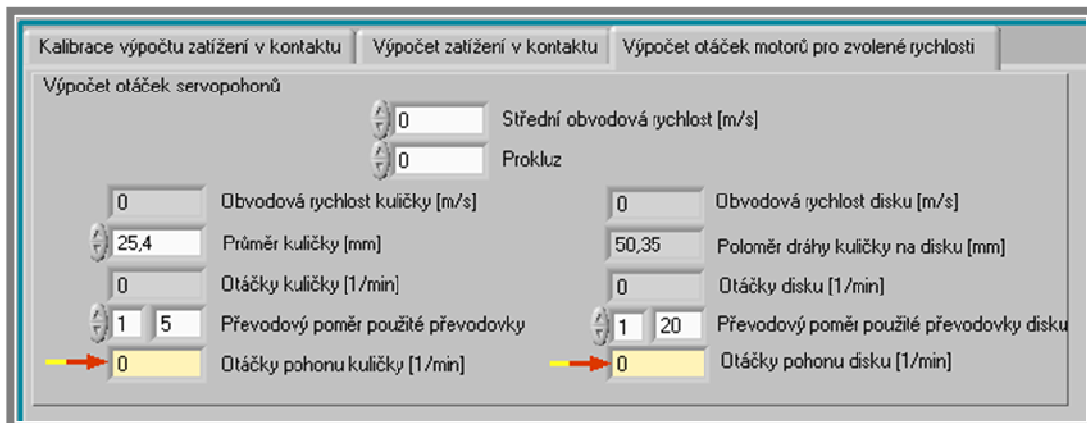 Kalibrace výpočtu zatížení v kontaktu Výpočet zatížení v kontaktu Výpočet otáček motorů pro zvolené rychlosti
Výpočet otáček servopohonů
0 Střední obvodová rychlost [m/s]
0 Prokluz
0 Obvodová rychlost kuličky [m/s] 0 Obvodová rychlost disku [m/s]
25,4 Průměr kuličky [mm] 50,35 Poloměr dráhy kuličky na disku [mm]
0 Otáčky kuličky [1/min] 0 Otáčky disku [1/min]
1 5 Převodový poměr použité převodovky 1 20 Převodový poměr použilé převodovky disku
0 Otáčky pohonu kuličky [1/min] 0 Otáčky pohonu disku [1/min]